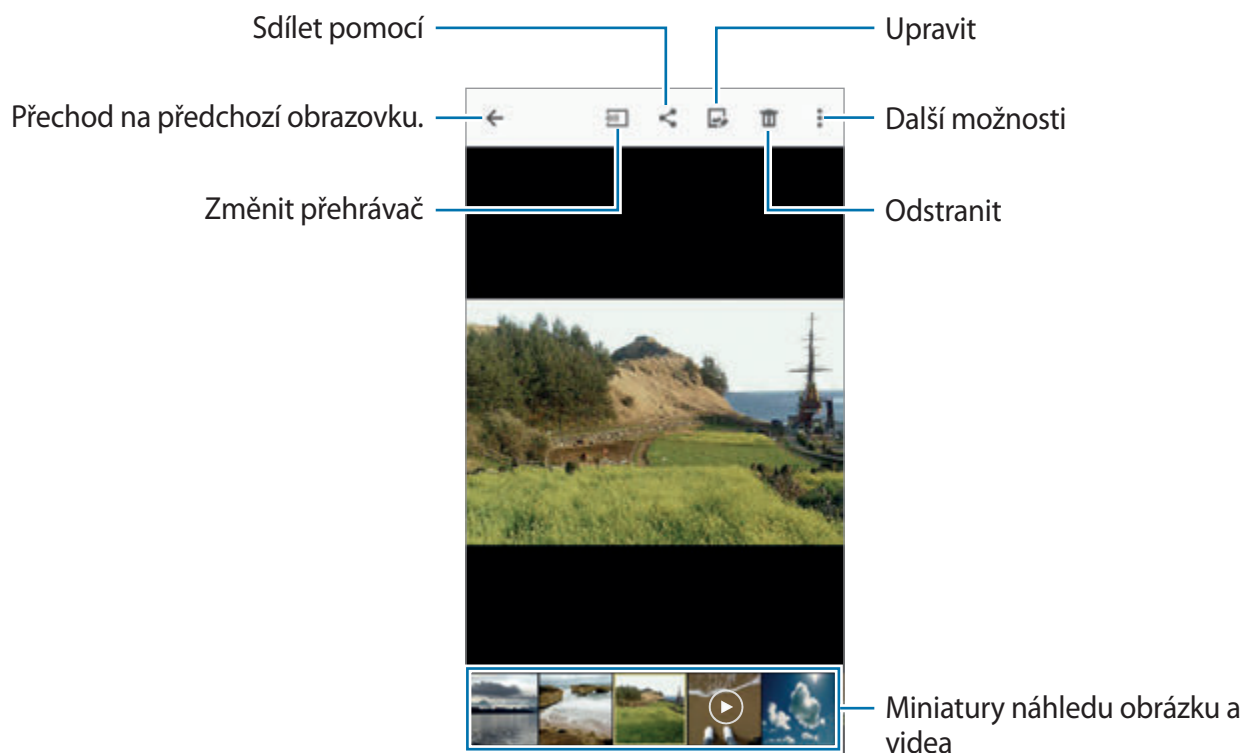 Sdílet pomocí
Upravit
Přechod na předchozí obrazovku.
Další možnosti
Změnit přehrávač
Odstranit
Miniatury náhledu obrázku a
videa